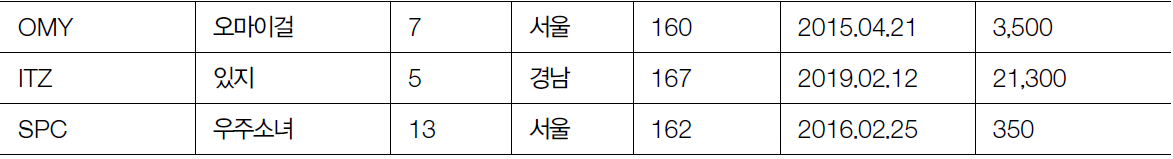 OMY 오마이걸 7 서울 160 2015.04.21 3,500
ITZ 있지 5 경남 167 2019.02.12 21,300
SPC 우주소녀 13 서울 162 2016.02.25 350